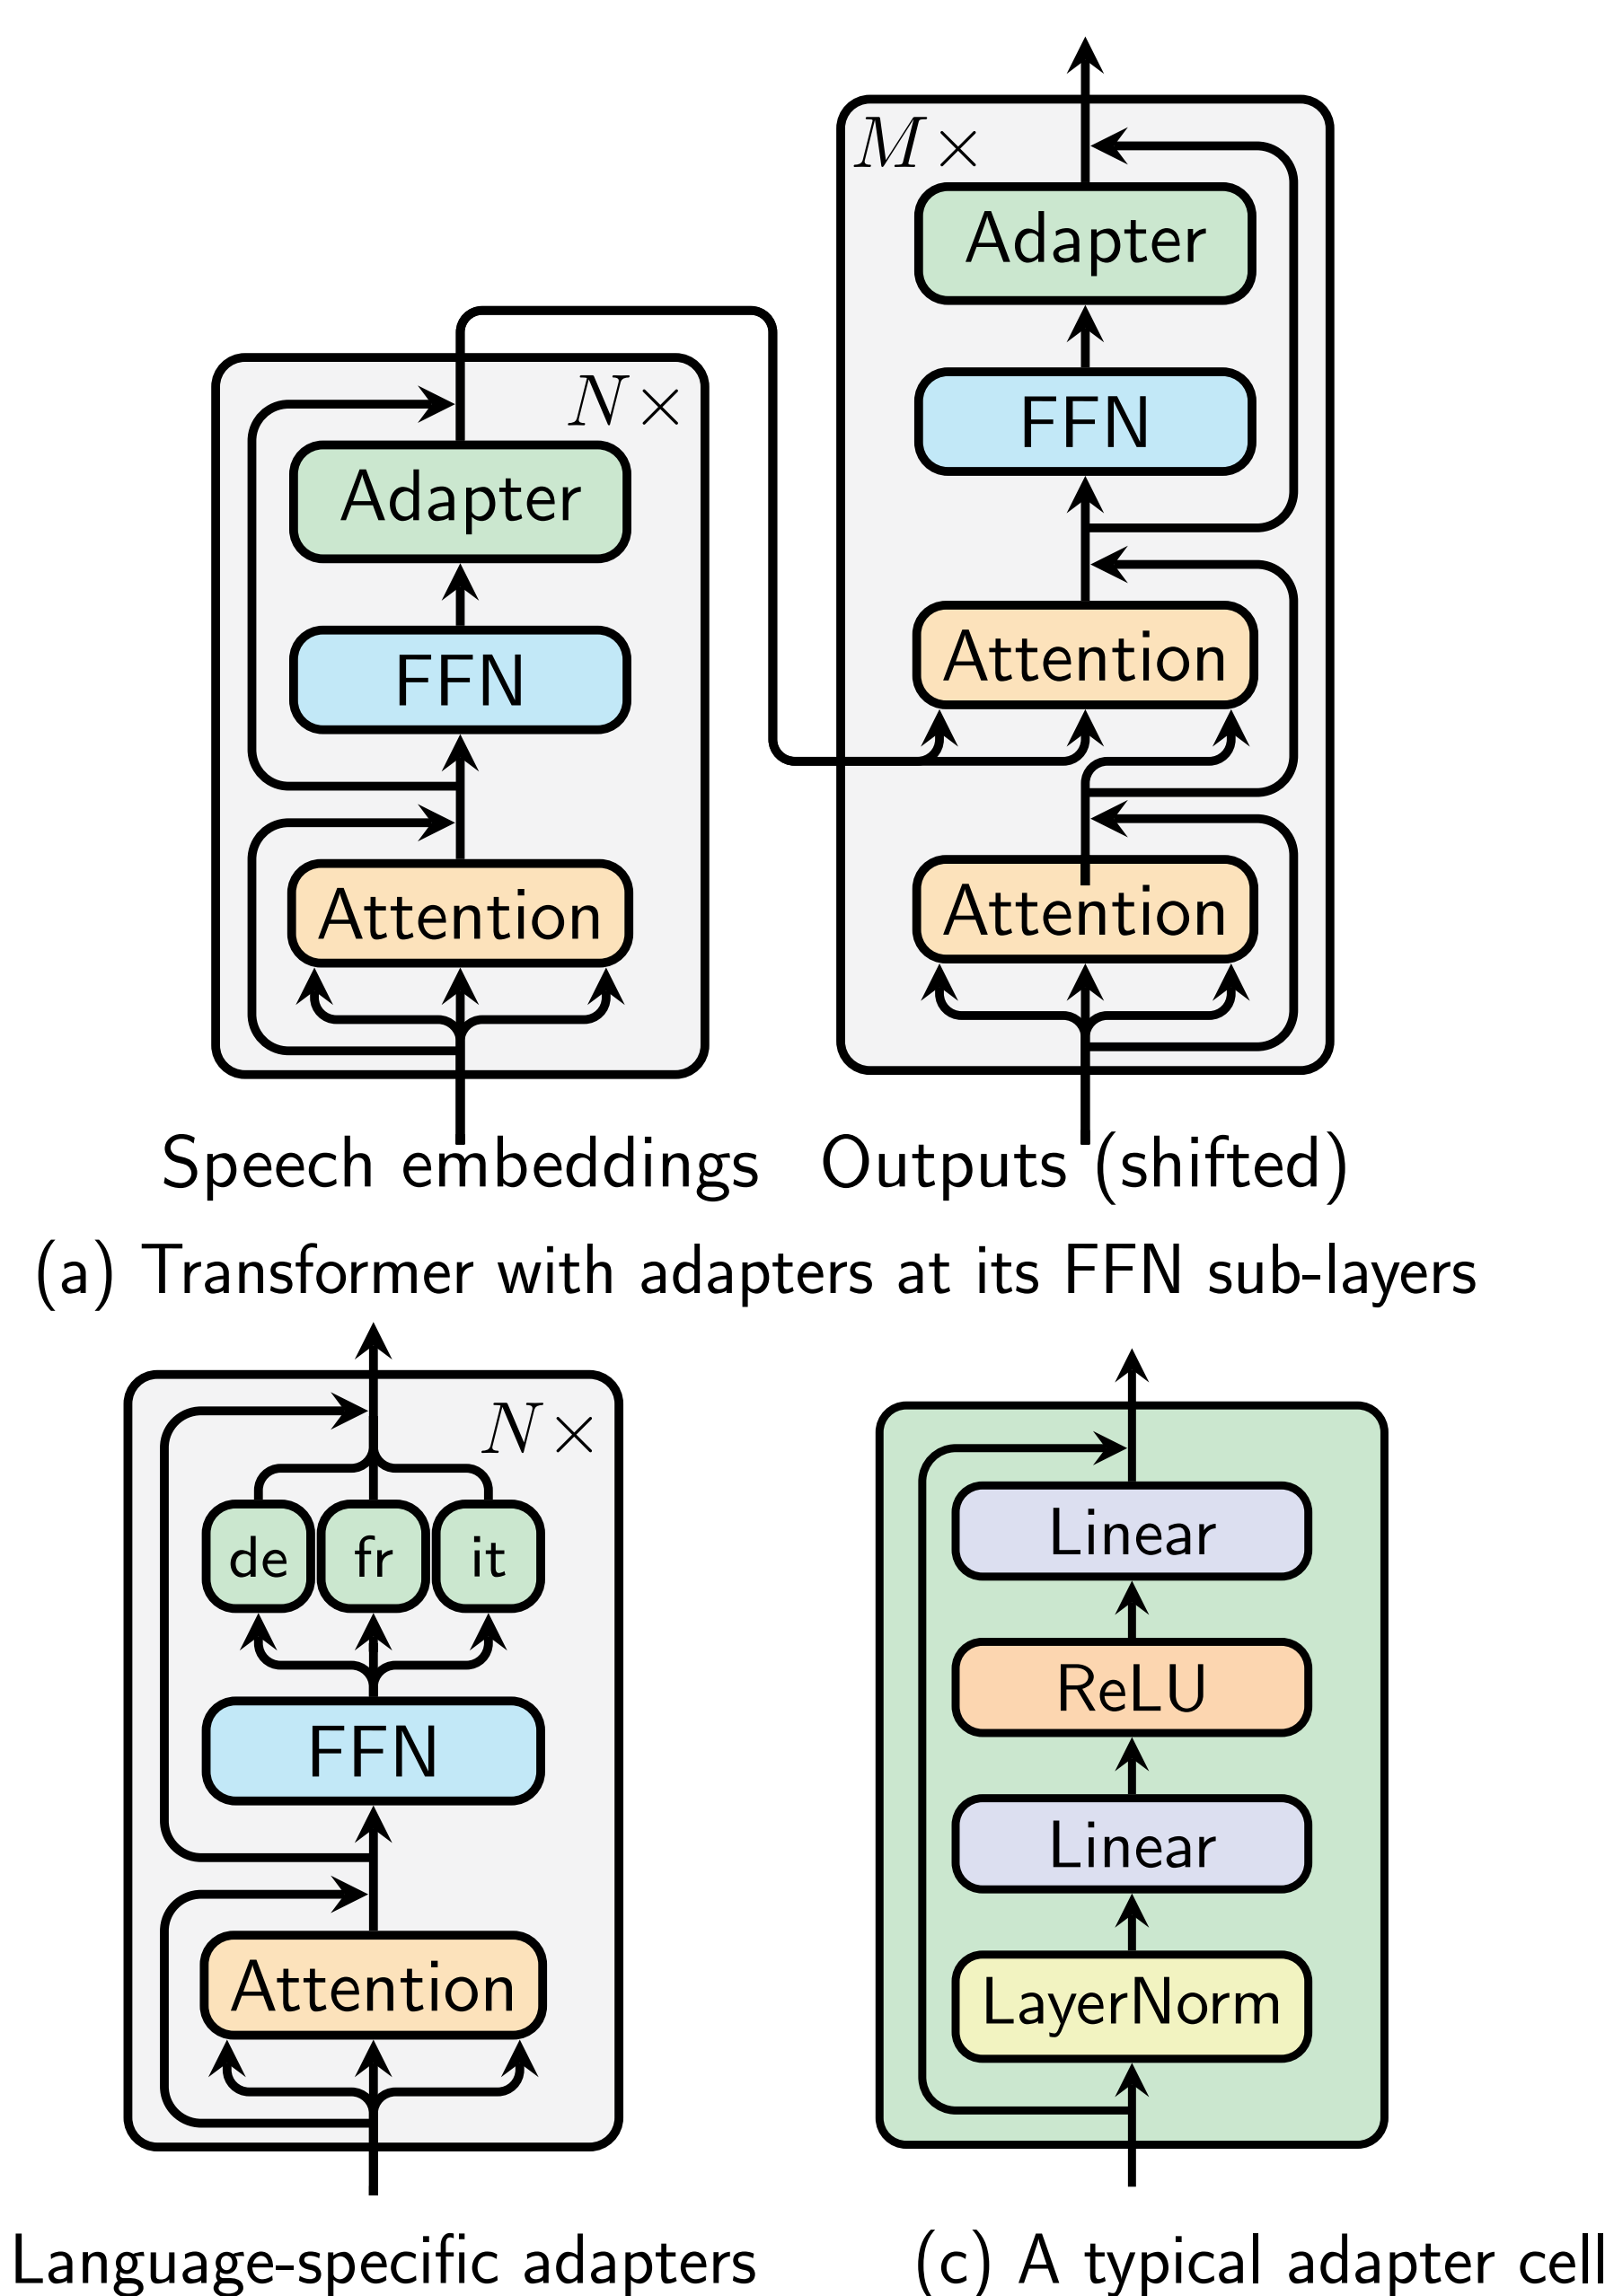 M×
Adapter
N×
FFN
Adapter
Attention
FFN
Attention
Attention
Speech embeddings
Outputs (shifted)
(a) Transformer with adapters at its FFN sub-layers
N×
de fr it
FFN
Attention
Language-specific adapters
Linear
ReLU
Linear
LayerNorm
(c) A typical adapter cell